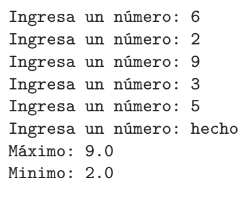 Ingresa un número: 6
Ingresa un número: 2
Ingresa un número: 9
Ingresa un número: 3
Ingresa un número: 5
Ingresa un número: hecho
Máximo: 9.0
Minimo: 2.0